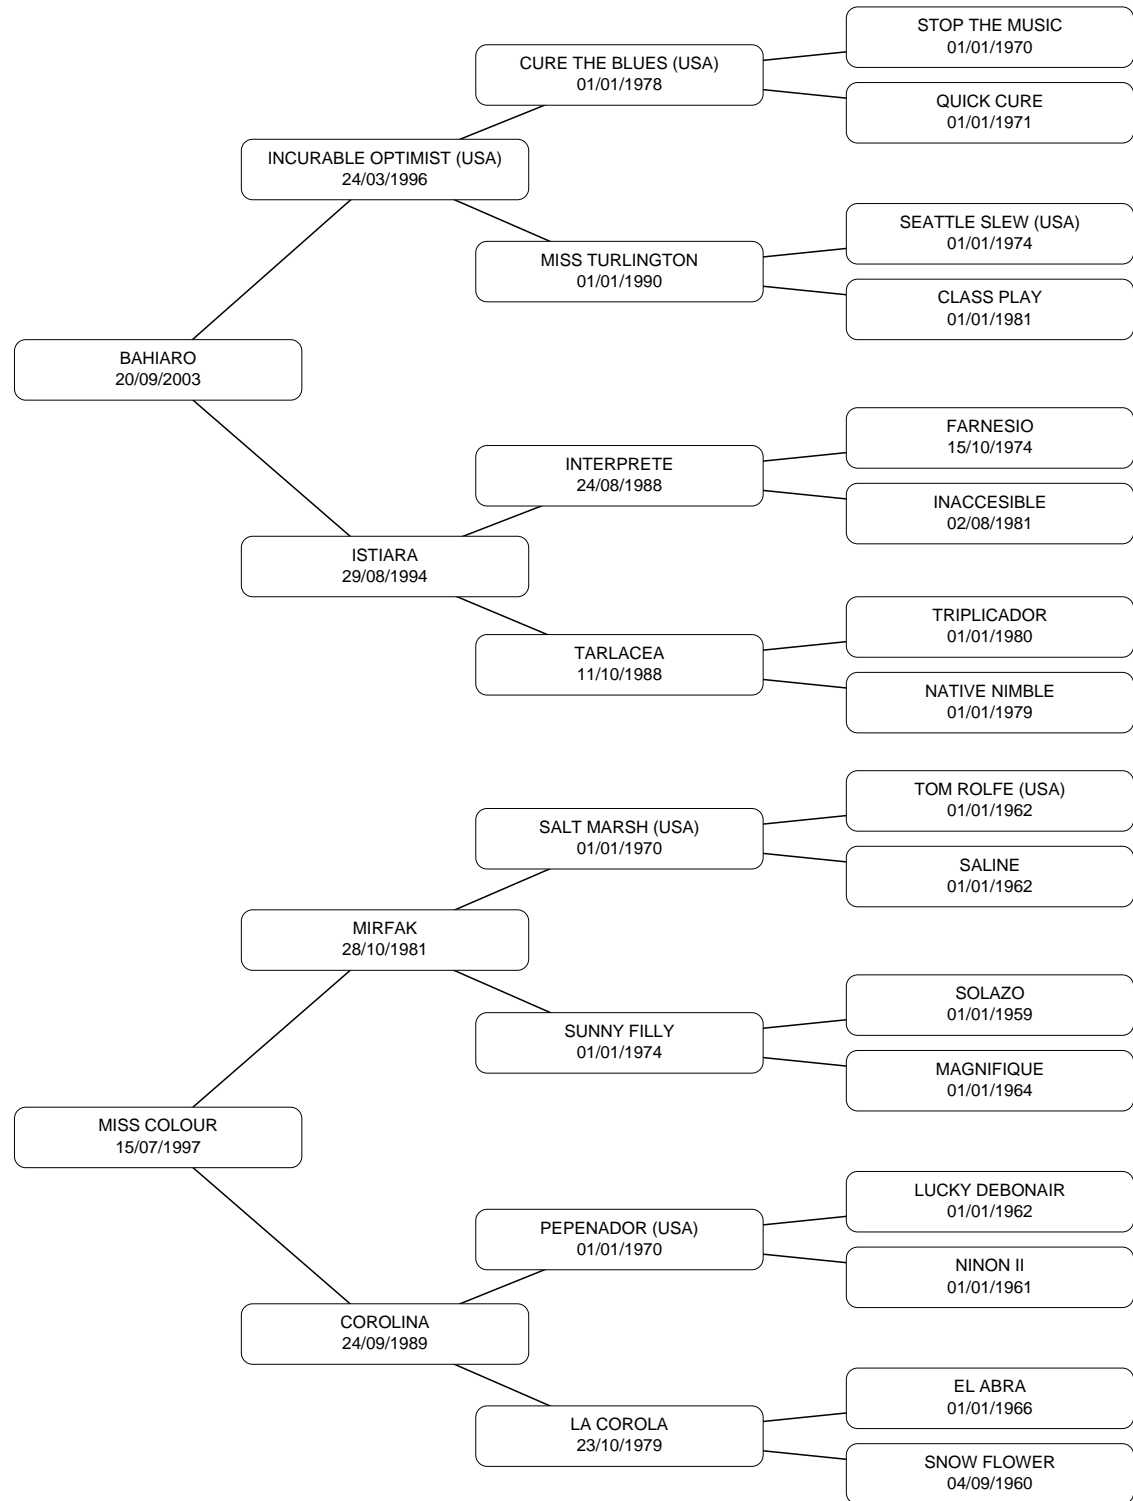 STOP THE MUSIC
01/01/1970
CURE THE BLUES (USA)
01/01/1978
QUICK CURE
01/01/1971
INCURABLE OPTIMIST (USA)
24/03/1996
SEATTLE SLEW (USA)
01/01/1974
MISS TURLINGTON
01/01/1990
CLASS PLAY
01/01/1981
BAHIARO
20/09/2003
FARNESIO
15/10/1974
INTERPRETE
24/08/1988
INACCESIBLE
02/08/1981
ISTIARA
29/08/1994
TRIPLICADOR
01/01/1980
TARLACEA
11/10/1988
NATIVE NIMBLE
01/01/1979
TOM ROLFE (USA)
01/01/1962
SALT MARSH (USA)
01/01/1970
SALINE
01/01/1962
MIRFAK
28/10/1981
SOLAZO
01/01/1959
SUNNY FILLY
01/01/1974
MAGNIFIQUE
01/01/1964
MISS COLOUR
15/07/1997
LUCKY DEBONAIR
01/01/1962
PEPENADOR (USA)
01/01/1970
NINON II
01/01/1961
COROLINA
24/09/1989
EL ABRA
01/01/1966
LA COROLA
23/10/1979
SNOW FLOWER
04/09/1960